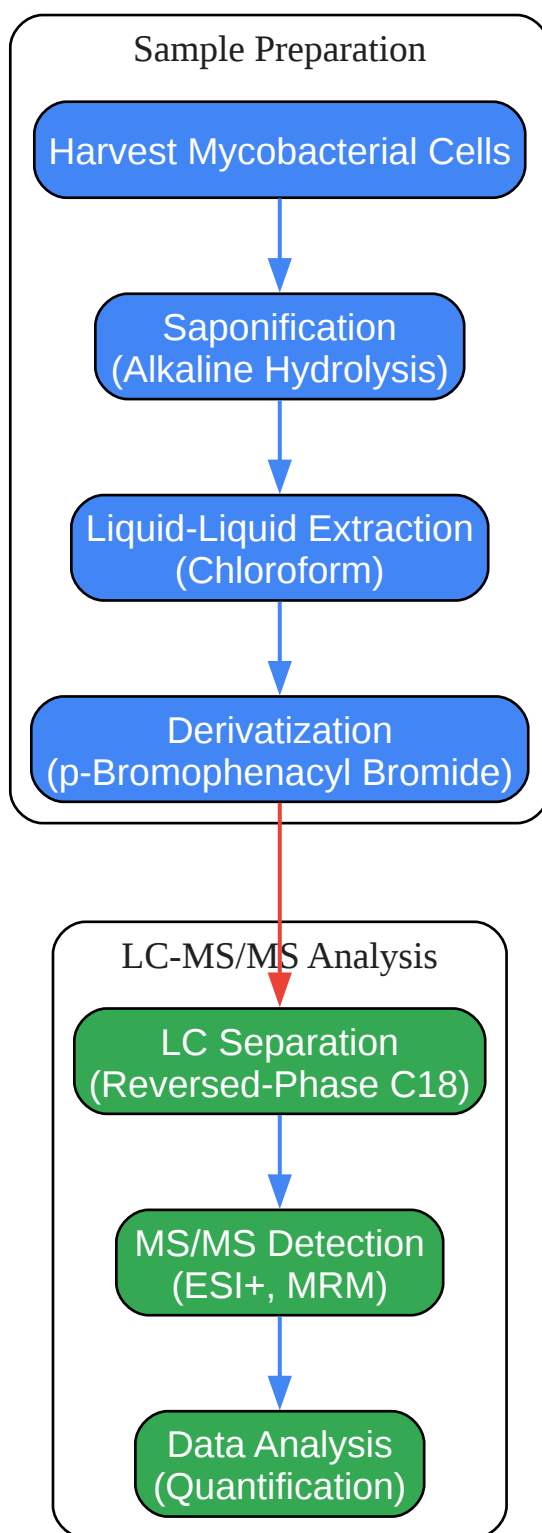 Sample Preparation
Harvest Mycobacterial Cells
Saponification
(Alkaline Hydrolysis)
Liquid-Liquid Extraction
(Chloroform)
Derivatization
(p-Bromophenacyl Bromide)
LC-MS/MS Analysis
LC Separation
(Reversed-Phase C18)
MS/MS Detection
(ESI+, MRM)
Data Analysis
(Quantification)